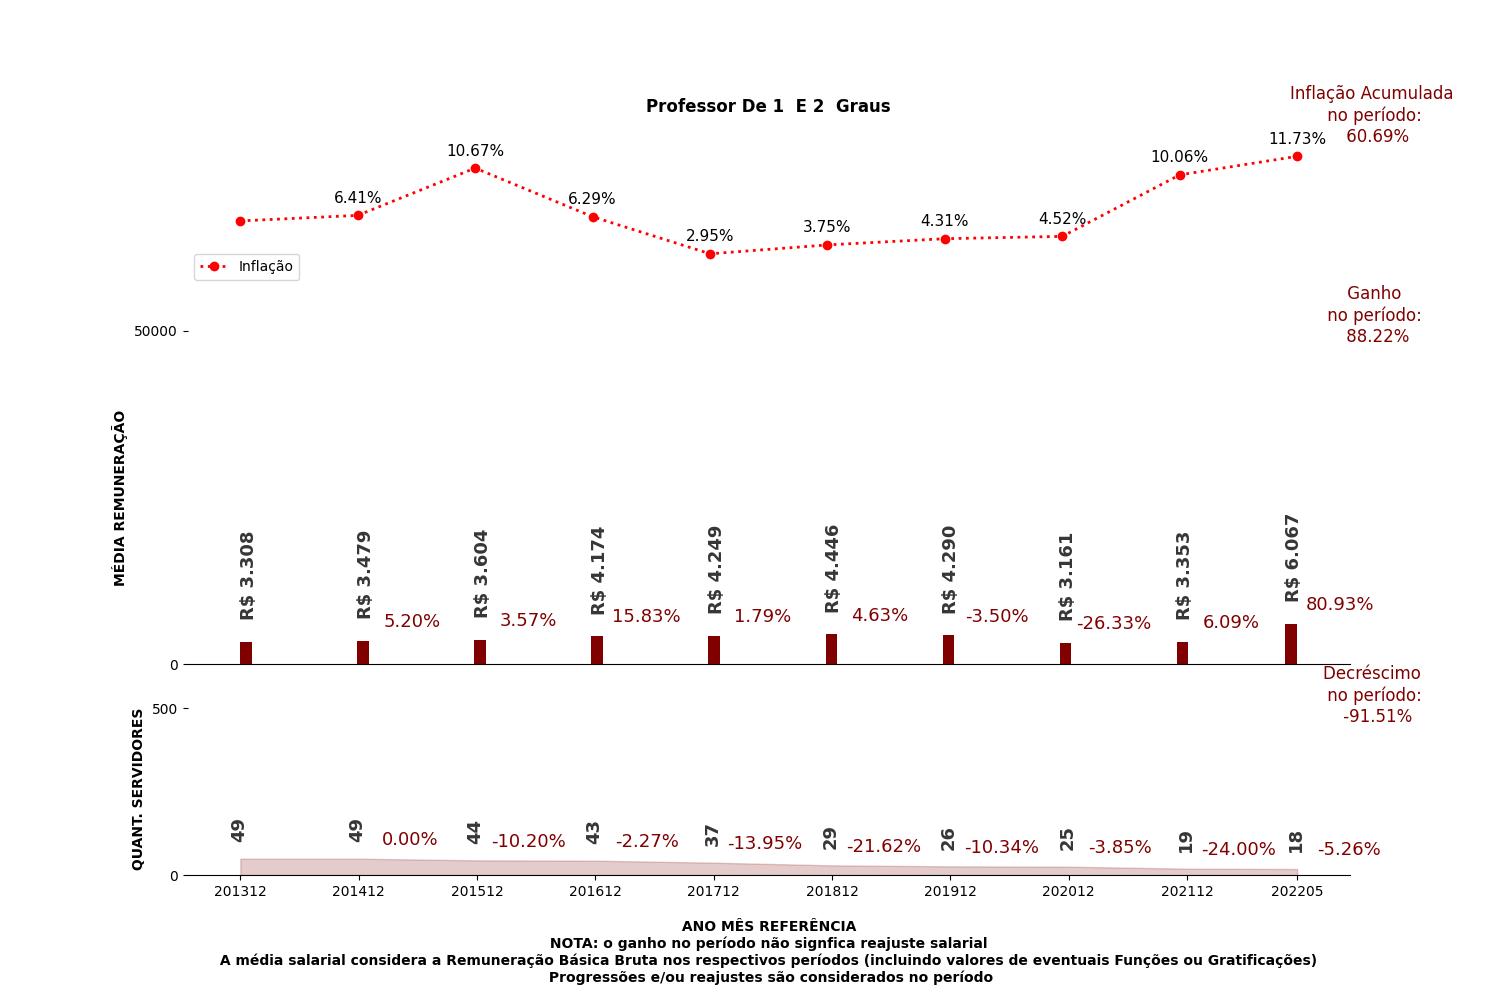 Professor De 1  E 2  Graus
Inflação Acumulada
no período:
60.69%
6.41%
10.67%
6.29%
2.95%
3.75%
4.31%
4.52%
10.06%
11.73%
Inflação
Ganho
no período:
88.22%
50000
0
MÉDIA REMUNERAÇÃO
R$ 3.308
R$ 3.479
R$ 3.604
R$ 4.174
R$ 4.249
R$ 4.446
R$ 4.290
R$ 3.161
R$ 3.353
R$ 6.067
5.20%
3.57%
15.83%
1.79%
4.63%
-3.50%
-26.33%
6.09%
80.93%
Decréscimo
no período:
-91.51%
500
0
QUANT. SERVIDORES
49
49
44
43
37
29
26
25
19
18
0.00%
-10.20%
-2.27%
-13.95%
-21.62%
-10.34%
-3.85%
-24.00%
-5.26%
201312
201412
201512
201612
201712
201812
201912
202012
202112
202205
ANO MÊS REFERÊNCIA
NOTA: o ganho no período não signfica reajuste salarial
A média salarial considera a Remuneração Básica Bruta nos respectivos períodos (incluindo valores de eventuais Funções ou Gratificações)
Progressões e/ou reajustes são considerados no período